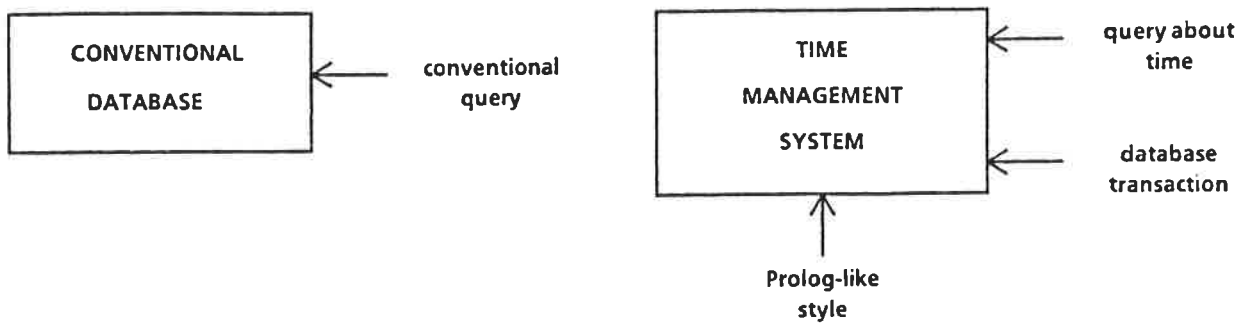 CONVENTIONAL
DATABASE
conventional
query
TIME
MANAGEMENT
SYSTEM
query about
time
database
transaction
Prolog-like
style